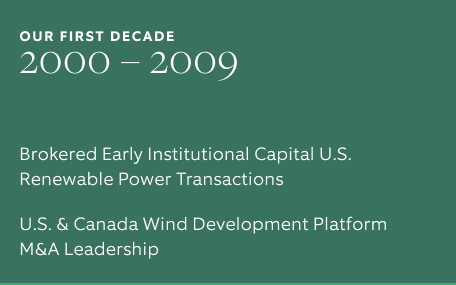 OUR FIRST DECADE
2000 – 2009
Brokered Early Institutional Capital U.S.
Renewable Power Transactions
U.S. & Canada Wind Development Platform
M&A Leadership